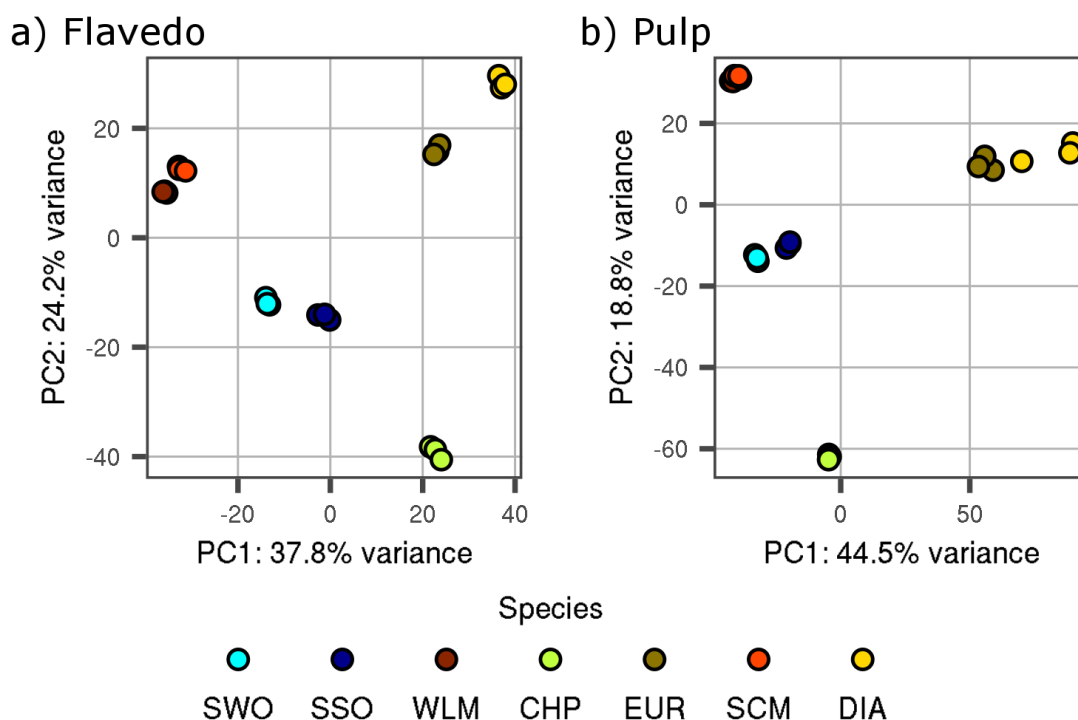 a) Flavedo
b) Pulp
PC2: 24.2% variance
20
0
-20
-40
-20
0
20
40
PC1: 37.8% variance
PC2: 18.8% variance
20
0
-20
-40
-60
0
50
PC1: 44.5% variance
Species
SWO SSO WLM CHP EUR SCM DIA